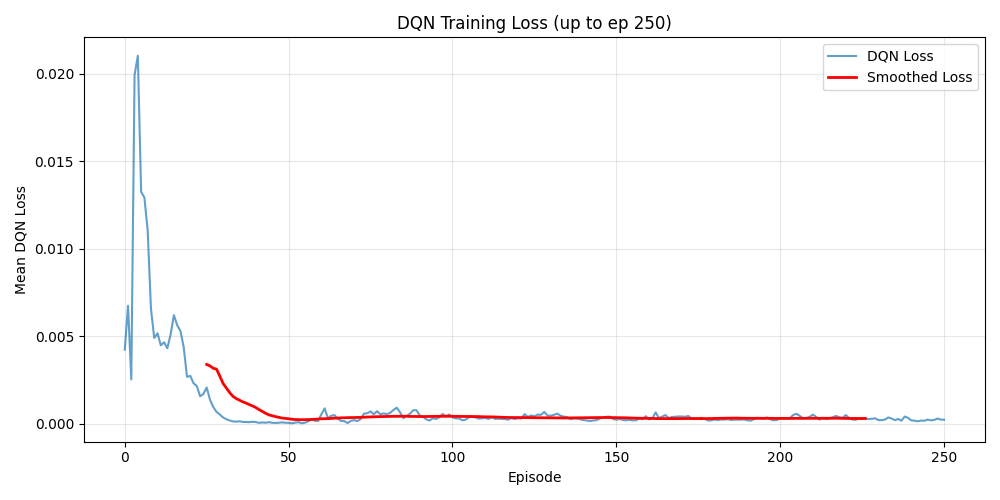 DQN Training Loss (up to ep 250)
DQN Loss
Smoothed Loss
Mean DQN Loss
0.020
0.015
0.010
0.005
0.000
0
50
100
150
200
250
Episode